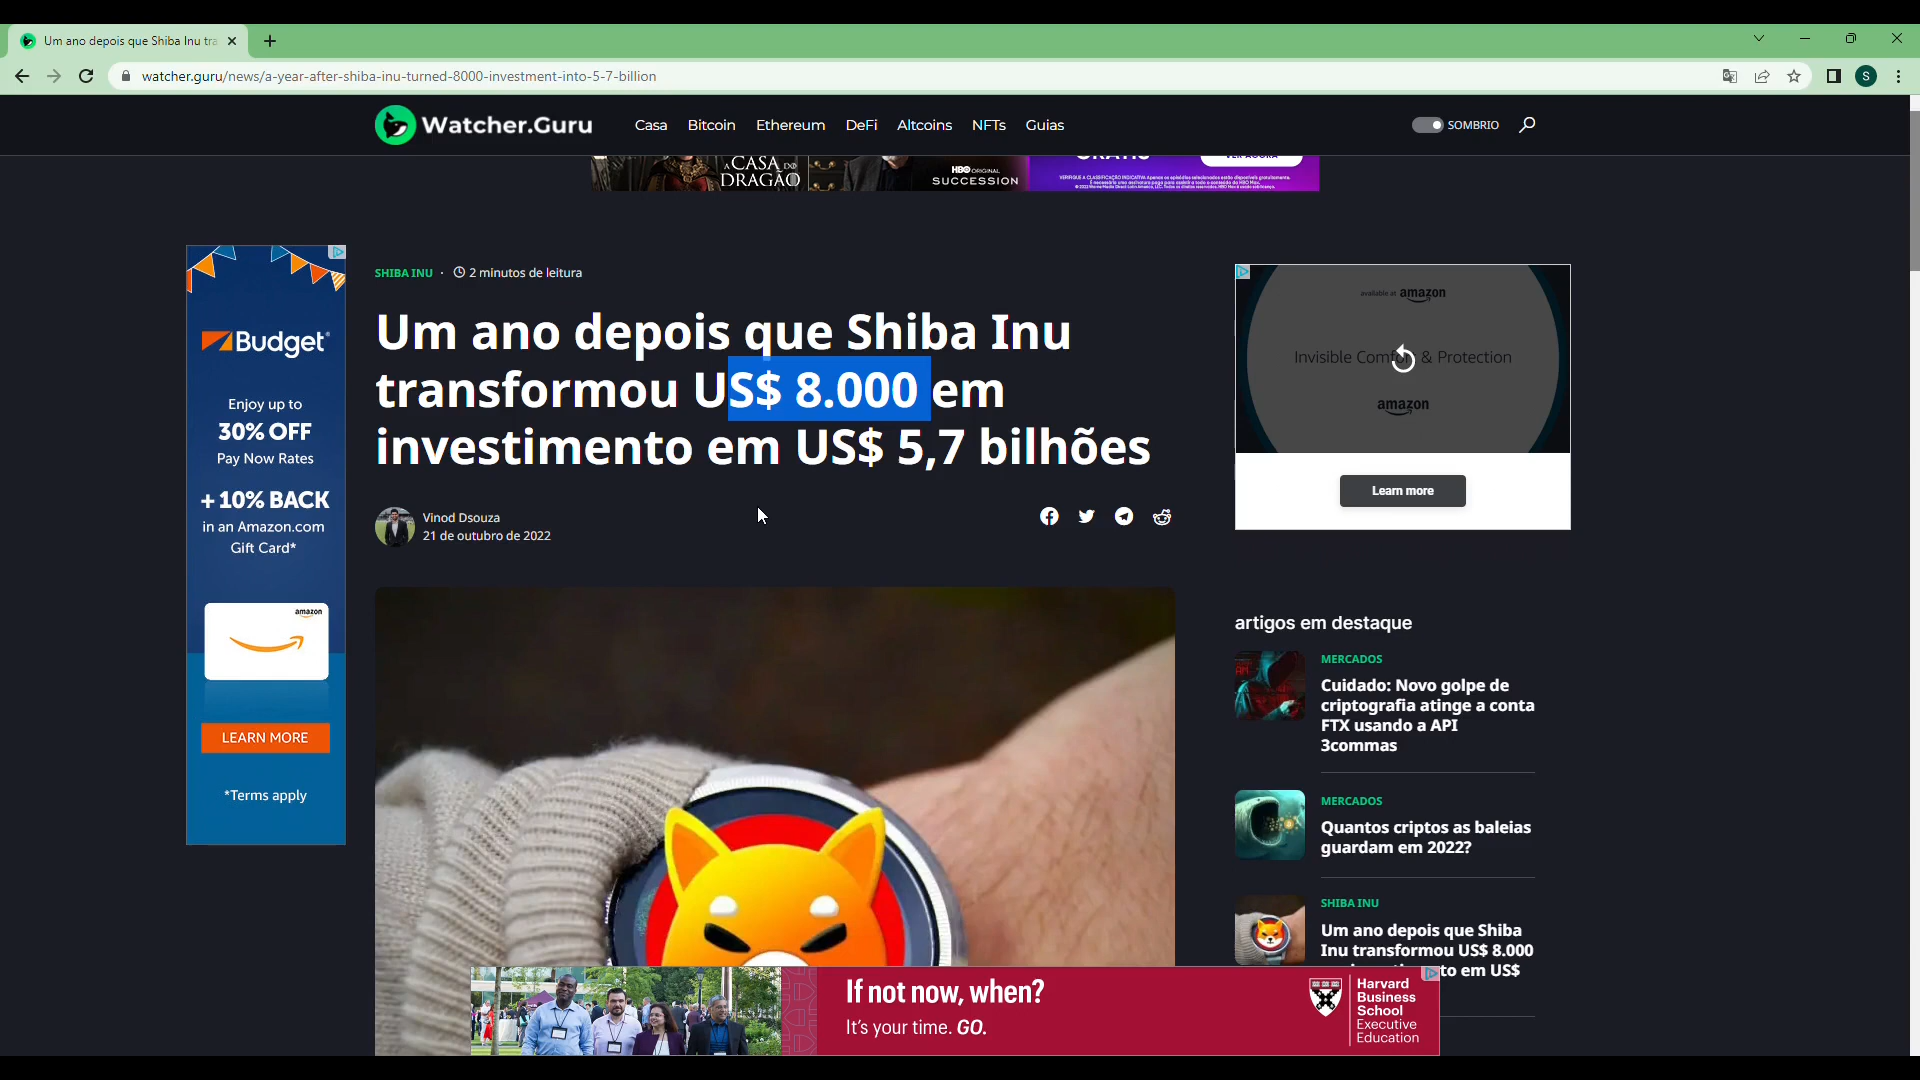 Um ano depois que Shiba Inu tra
watcher.guru/news/a-year-after-shiba-inu-turned-8000-investment-into-5-7-billion
S
Watcher.Guru
Casa Bitcoin Ethereum DeFi Altcoins NFTs Guias
SOMBRIO
A CASA DO
DRAGÃO
HBO ORIGINAL
SUCCESSION
SHIBA INU · 2 minutos de leitura
Um ano depois que Shiba Inu
transformou US$ 8.000 em
investimento em US$ 5,7 bilhões
Vinod Dsouza
21 de outubro de 2022
Budget
Enjoy up to
30% OFF
Pay Now Rates
+ 10% BACK
in an Amazon.com
Gift Card*
amazon
LEARN MORE
*Terms apply
available at amazon
Invisible Comfort & Protection
amazon
Learn more
artigos em destaque
MERCADOS
Cuidado: Novo golpe de
criptografia atinge a conta
FTX usando a API
3commas
MERCADOS
Quantos criptos as baleias
guardam em 2022?
SHIBA INU
Um ano depois que Shiba
Inu transformou US$ 8.000
to em US$
If not now, when?
It's your time. GO.
Harvard
Business
School
Executive
Education